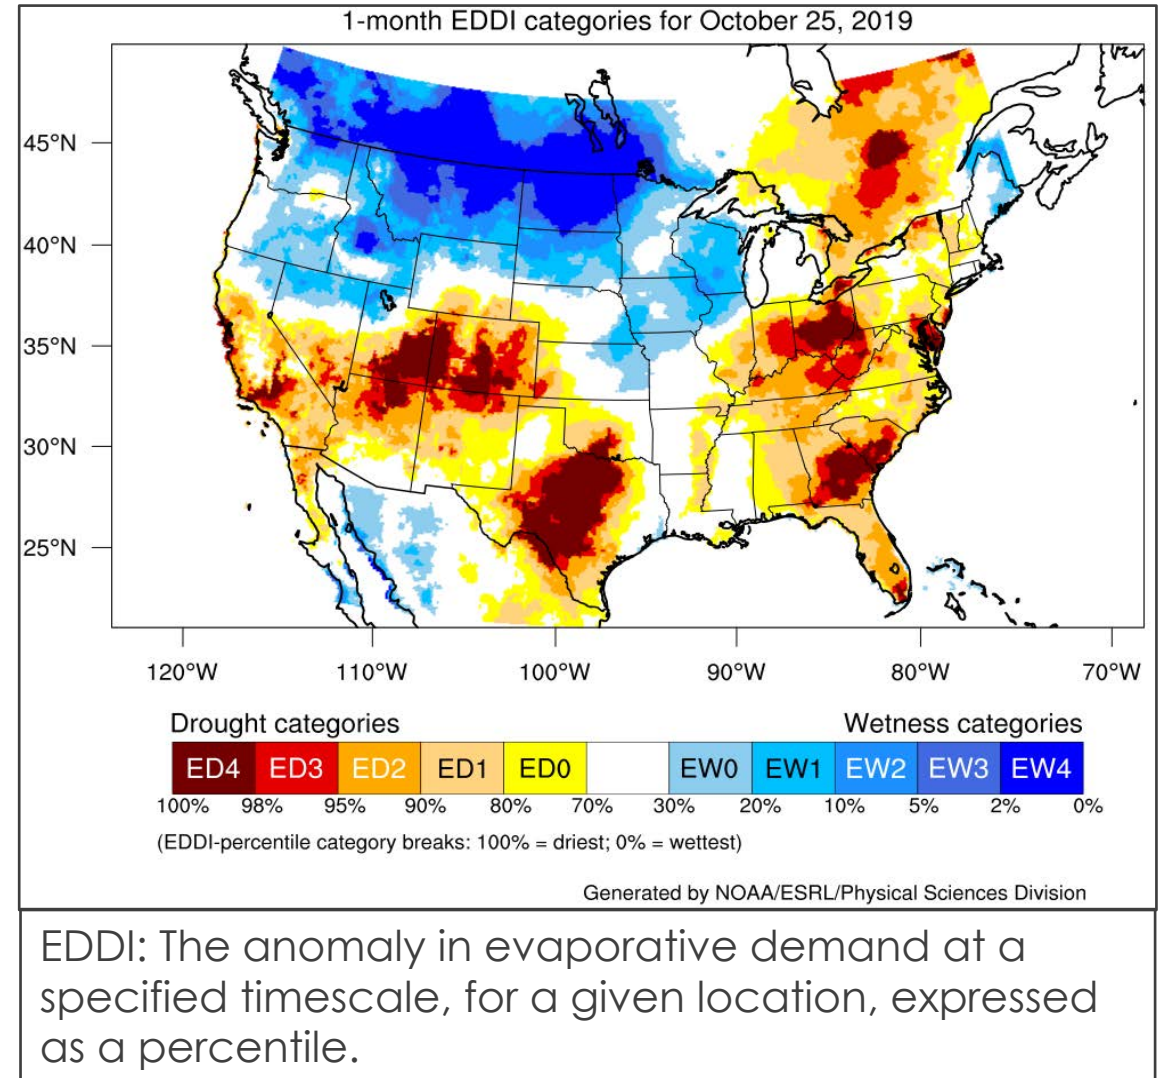 1-month EDDI categories for October 25, 2019
45°N
40°N
35°N
30°N
25°N
120°W 110°W 100°W 90°W 80°W 70°W
Drought categories Wetness categories
ED4 ED3 ED2 ED1 ED0 EW0 EW1 EW2 EW3 EW4
100% 98% 95% 90% 80% 70% 30% 20% 10% 5% 2% 0%
(EDDI-percentile category breaks: 100% = driest; 0% = wettest)
Generated by NOAA/ESRL/Physical Sciences Division
EDDI: The anomaly in evaporative demand at a
specified timescale, for a given location, expressed
as a percentile.